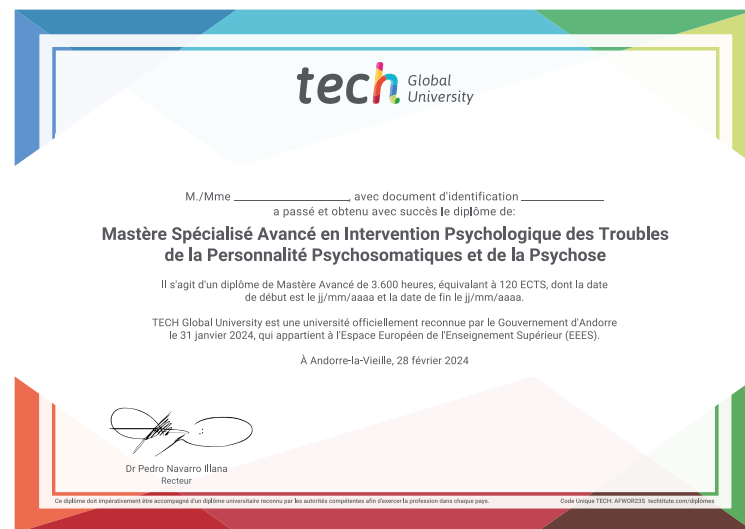 tech Global
University
M./Mme ____________________, avec document d'identification ______________
a passé et obtenu avec succès le diplôme de:
Mastère Spécialisé Avancé en Intervention Psychologique des Troubles
de la Personnalité Psychosomatiques et de la Psychose
Il s'agit d'un diplôme de Mastère Avancé de 3.600 heures, équivalant à 120 ECTS, dont la date
de début est le jj/mm/aaaa et la date de fin le jj/mm/aaaa.
TECH Global University est une université officiellement reconnue par le Gouvernement d'Andorre
le 31 janvier 2024, qui appartient à l'Espace Européen de l'Enseignement Supérieur (EEES).
À Andorre-la-Vieille, 28 février 2024
Dr Pedro Navarro Illana
Recteur
Ce diplôme doit impérativement être accompagné d'un diplôme universitaire reconnu par les autorités compétentes afin d'exercer la profession dans chaque pays. Code Unique TECH: AFWOR23S techtitute.com/diplômes